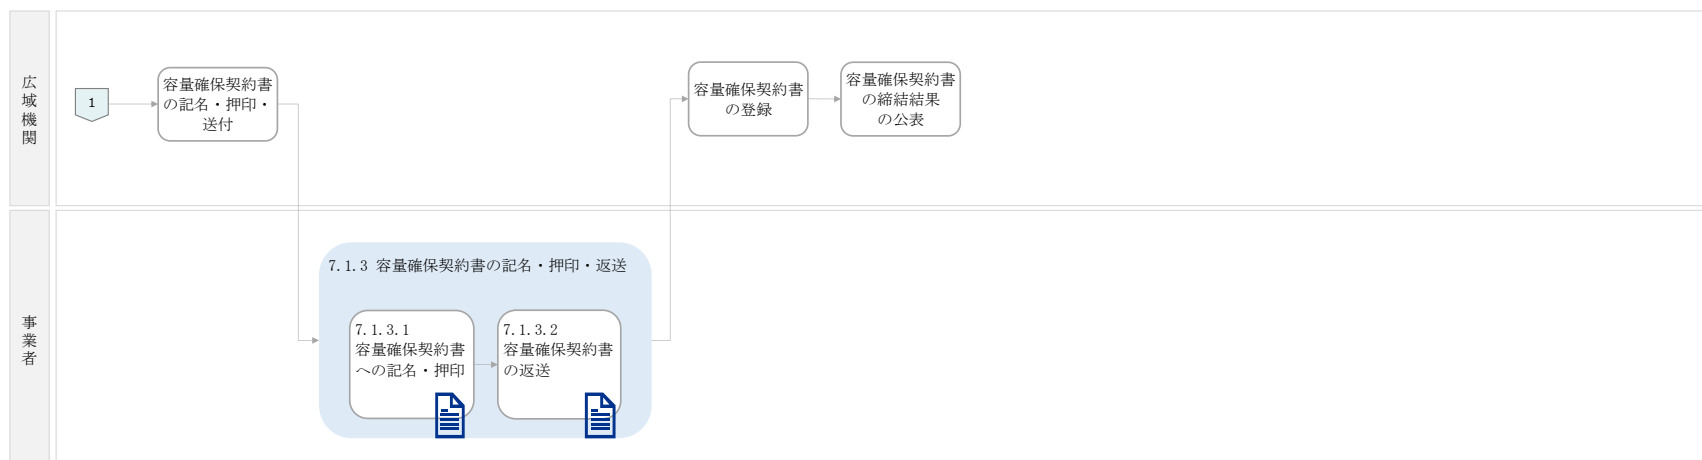 広域機関
1
容量確保契約書
の記名・押印・
送付
容量確保契約書
の登録
容量確保契約書
の締結結果
の公表
事業者
7.1.3 容量確保契約書の記名・押印・返送
7.1.3.1
容量確保契約書
への記名・押印
7.1.3.2
容量確保契約書
の返送